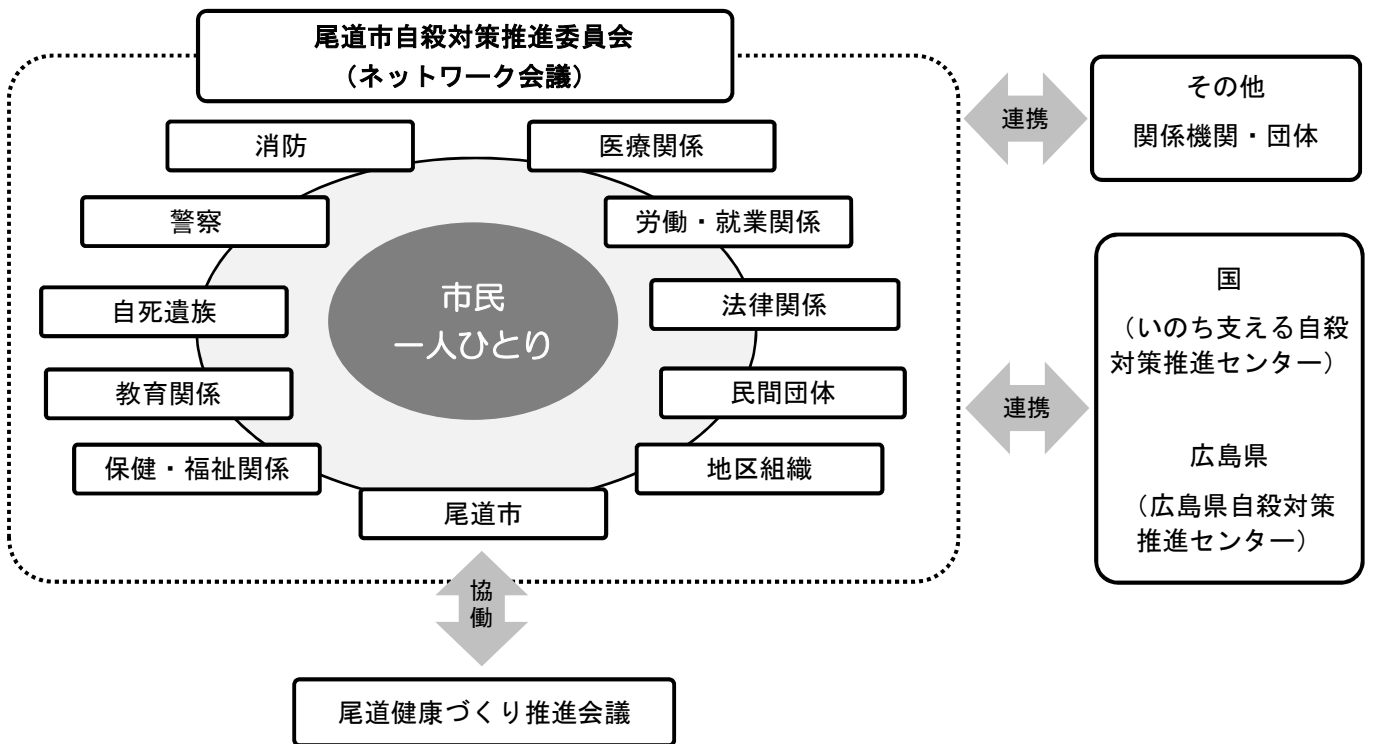 尾道市自殺対策推進委員会
（ネットワーク会議）
消防
医療関係
警察
労働・就業関係
自死遺族
法律関係
教育関係
民間団体
保健・福祉関係
地区組織
尾道市
市民
一人ひとり
連携
その他
関係機関・団体
連携
国
（いのち支える自殺
対策推進センター）
広島県
（広島県自殺対策
推進センター）
協
働
尾道健康づくり推進会議